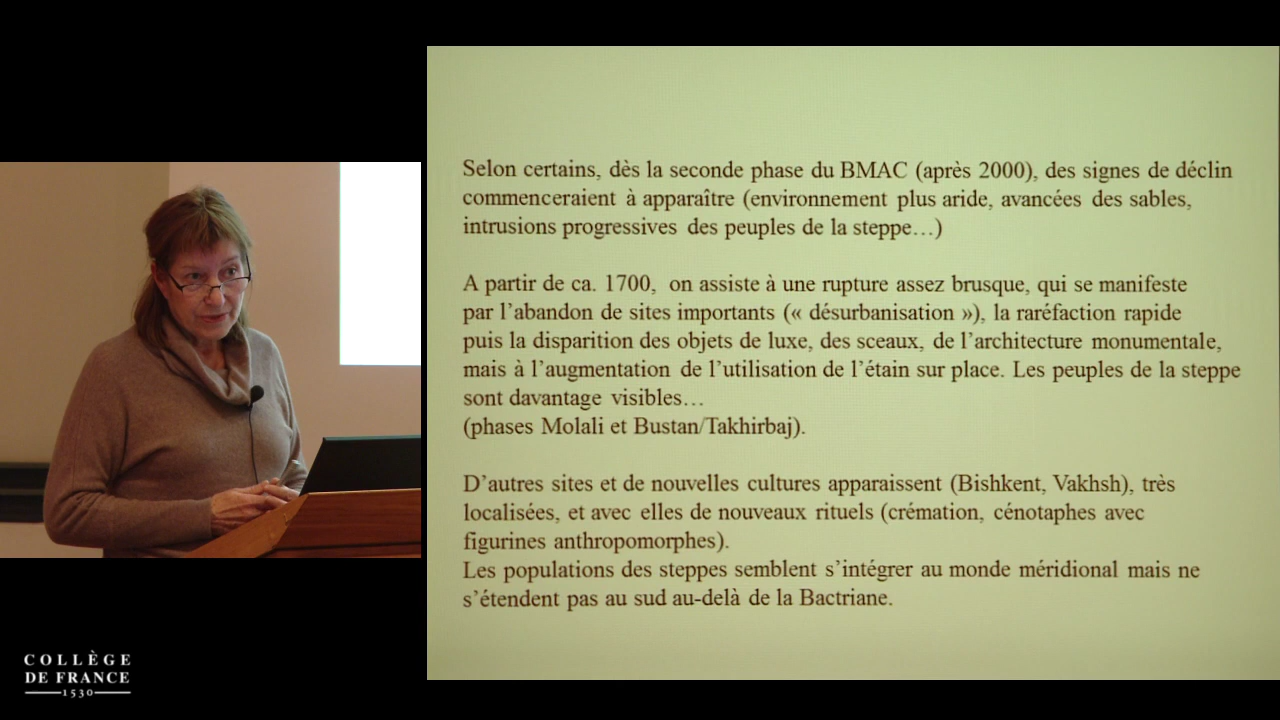 Selon certains, dès la seconde phase du BMAC (après 2000), des signes de déclin
commenceraient à apparaître (environnement plus aride, avancées des sables,
intrusions progressives des peuples de la steppe…)
A partir de ca. 1700, on assiste à une rupture assez brusque, qui se manifeste
par l’abandon de sites importants (« désurbanisation »), la raréfaction rapide
puis la disparition des objets de luxe, des sceaux, de l’architecture monumentale,
mais à l’augmentation de l’utilisation de l’étain sur place. Les peuples de la steppe
sont davantage visibles…
(phases Molali et Bustan/Takhirbaj).
D’autres sites et de nouvelles cultures apparaissent (Bishkent, Vakhsh), très
localisées, et avec elles de nouveaux rituels (crémation, cénotaphes avec
figurines anthropomorphes).
Les populations des steppes semblent s’intégrer au monde méridional mais ne
s’étendent pas au sud au-delà de la Bactriane.
COLLÈGE
DE FRANCE
1530